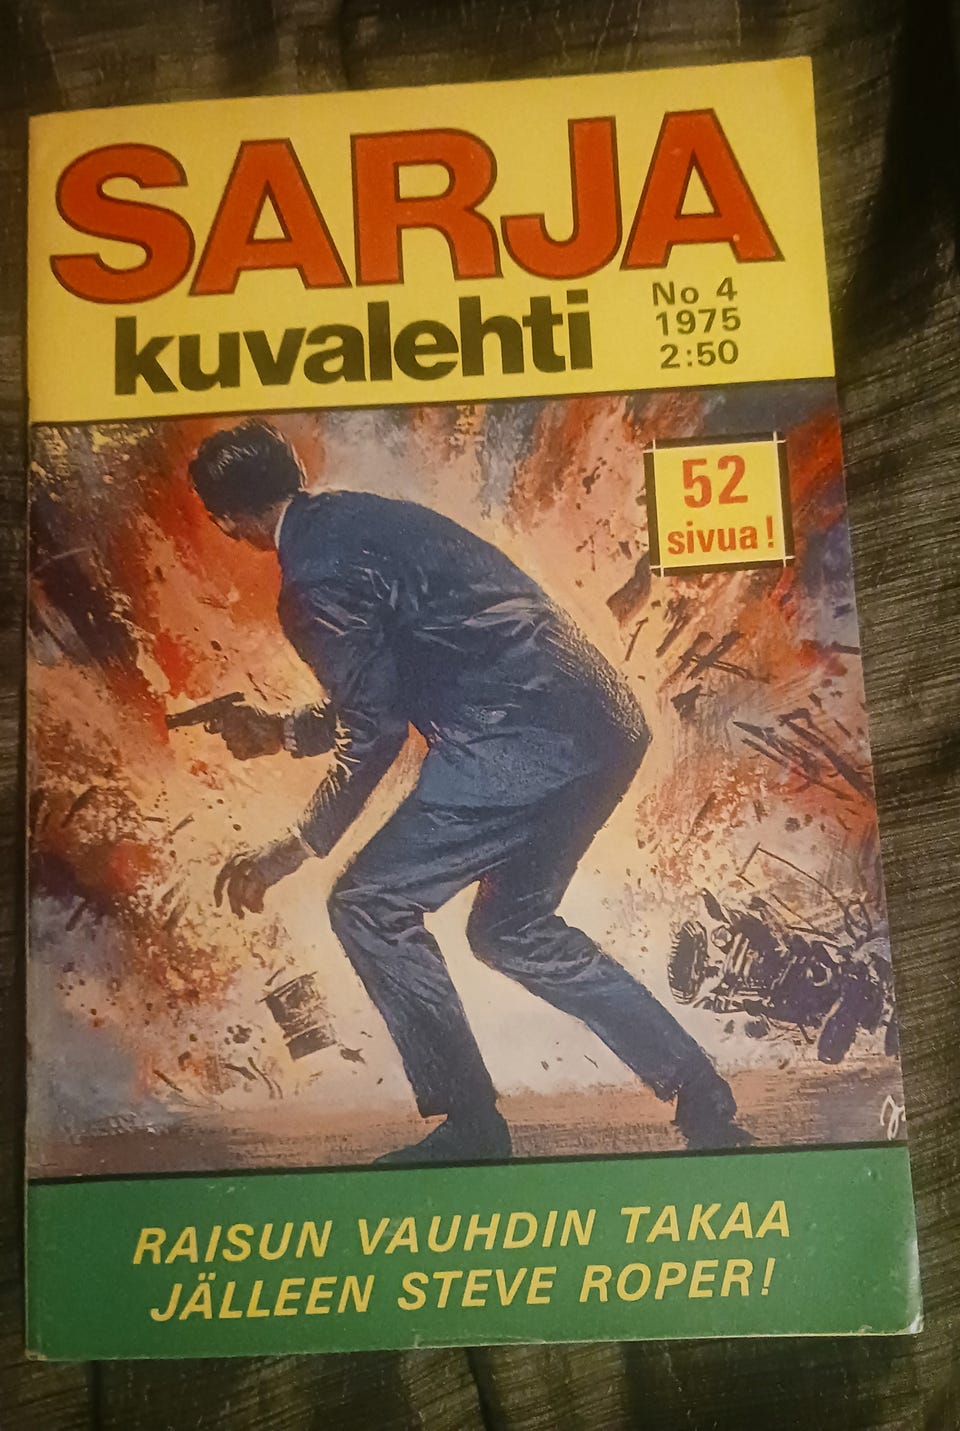 SARJA
kuvalehti
No 4
1975
2:50
52
sivua!
RAISUN VAUHDIN TAKAA
JÄLLEEN STEVE ROPER!